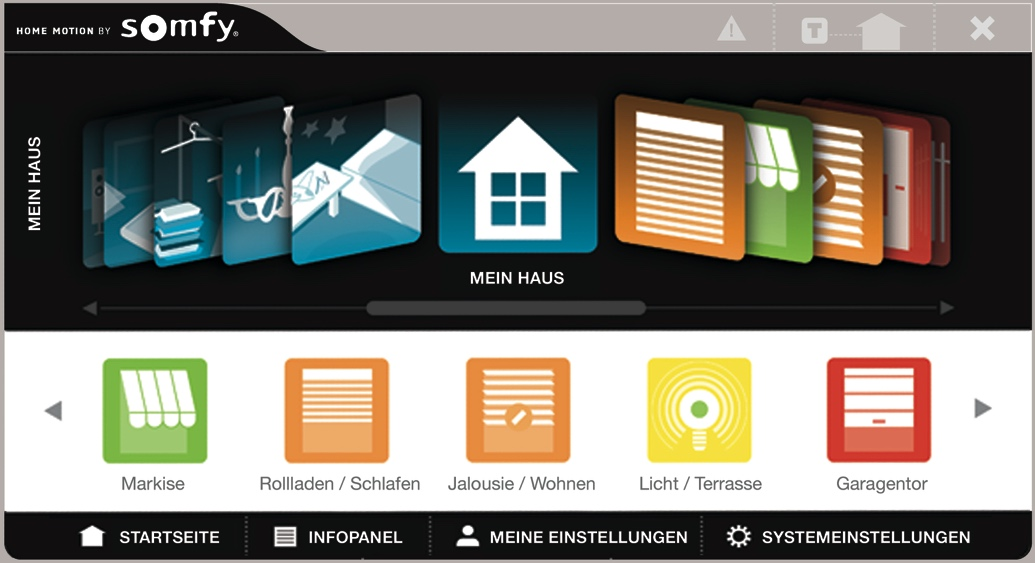 HOME MOTION BY somfy®
T
MEIN HAUS
MEIN HAUS
Markise
Rollladen / Schlafen
Jalousie / Wohnen
Licht / Terrasse
Garagentor
STARTSEITE
INFOPANEL
MEINE EINSTELLUNGEN
SYSTEMEINSTELLUNGEN